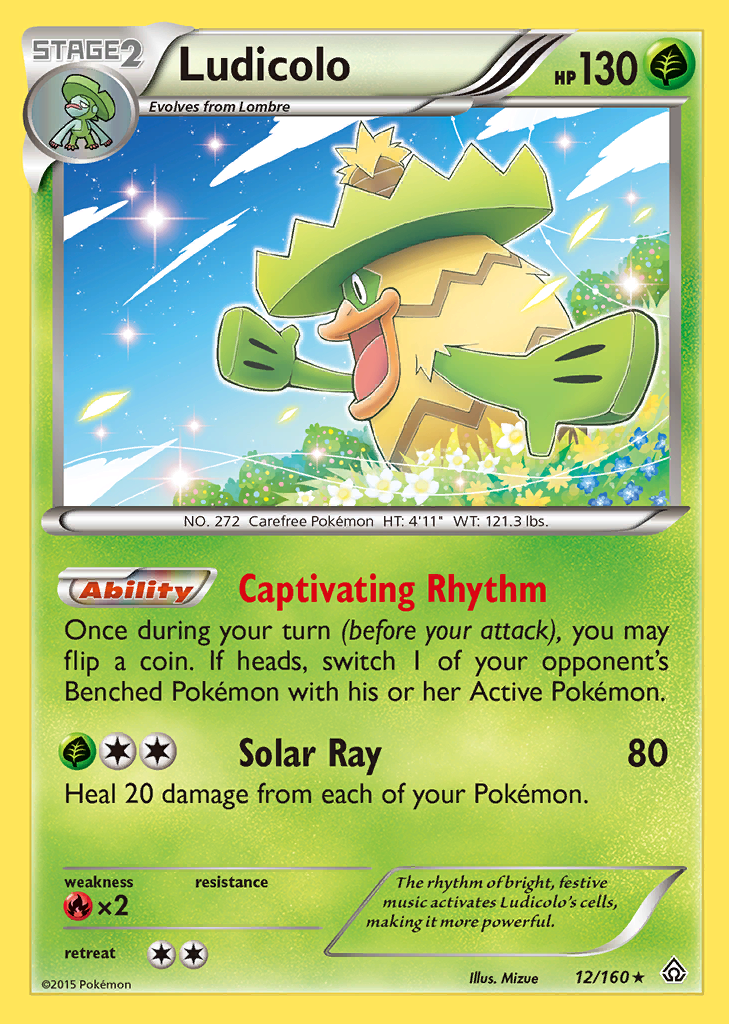 STAGE2
Ludicolo
HP 130
Evolves from Lombre
NO. 272 Carefree Pokémon HT: 4'11" WT: 121.3 lbs.
Ability Captivating Rhythm
Once during your turn (before your attack), you may
flip a coin. If heads, switch 1 of your opponent's
Benched Pokémon with his or her Active Pokémon.
Solar Ray 80
Heal 20 damage from each of your Pokémon.
weakness resistance
×2
retreat
The rhythm of bright, festive
music activates Ludicolo's cells,
making it more powerful.
©2015 Pokémon
Illus. Mizue 12/160 ★